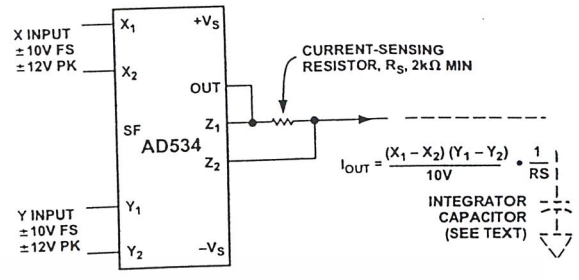 X INPUT
±10V FS
±12V PK
X1
X2
+VS
OUT
SF
Z1
AD534
Z2
Y INPUT
±10V FS
±12V PK
Y1
Y2
−VS
CURRENT-SENSING
RESISTOR, RS, 2kΩ MIN
IOUT = (X1 − X2) (Y1 − Y2) / 10V • 1 / RS
INTEGRATOR
CAPACITOR
(SEE TEXT)